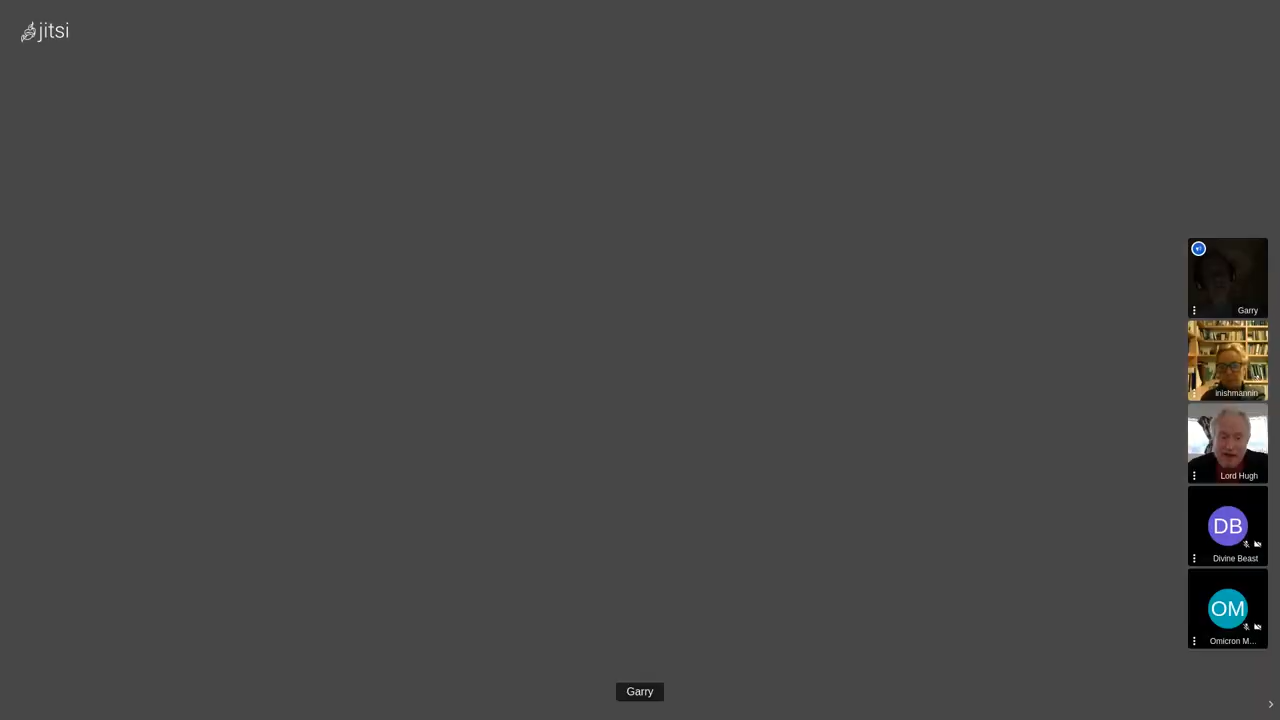 jitsi
Garry
inishmannin
Lord Hugh
DB
Divine Beast
OM
Omicron M...
Garry